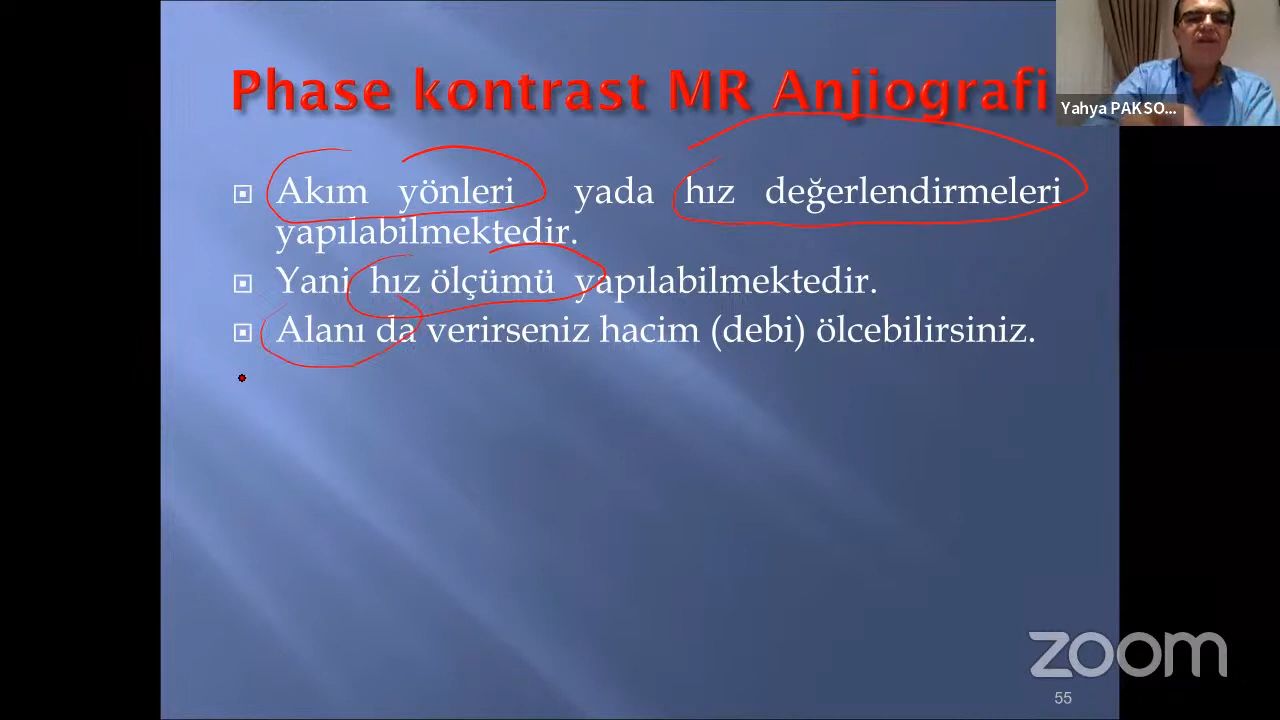 Phase kontrast MR Anjiografi
Yahya PAKSO...
Akım yönleri yada hız değerlendirmeleri
yapılabilmektedir.
Yani hız ölçümü yapılabilmektedir.
Alanı da verirseniz hacim (debi) ölcebilirsiniz.
zoom
55